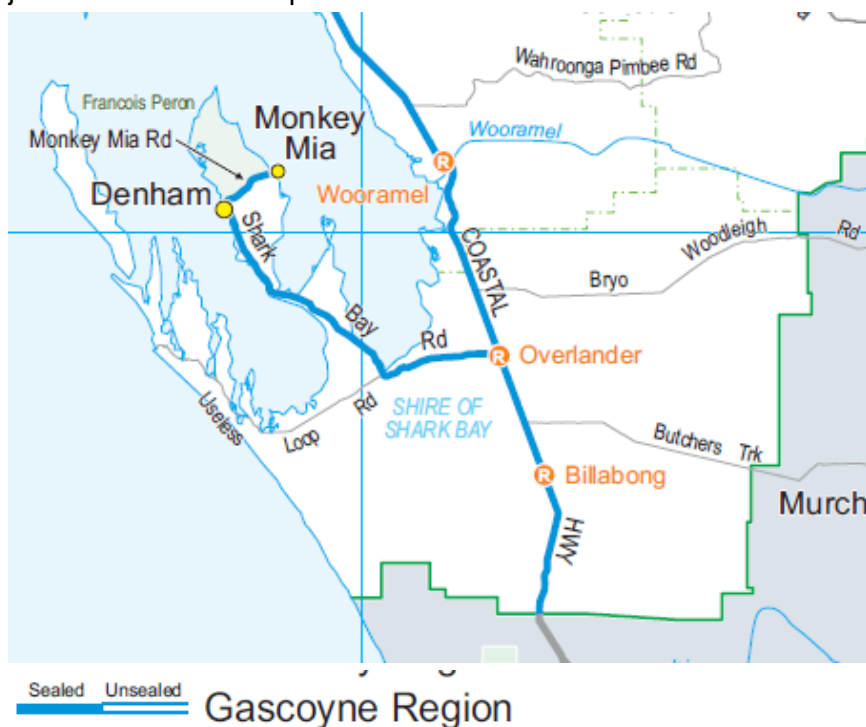 Wahroonga Pimbee Rd
Francois Peron
Wooramel
Monkey Mia Rd
Monkey
Mia
Wooramel
Denham
Shark
COASTAL
Woodleigh
Rd
Bryo
Bay
Rd
Overlander
Useless
Loop
Rd
SHIRE OF
SHARK BAY
Butchers Trk
Billabong
Murch
HWY
R
R
R
Sealed Unsealed
Gascoyne Region